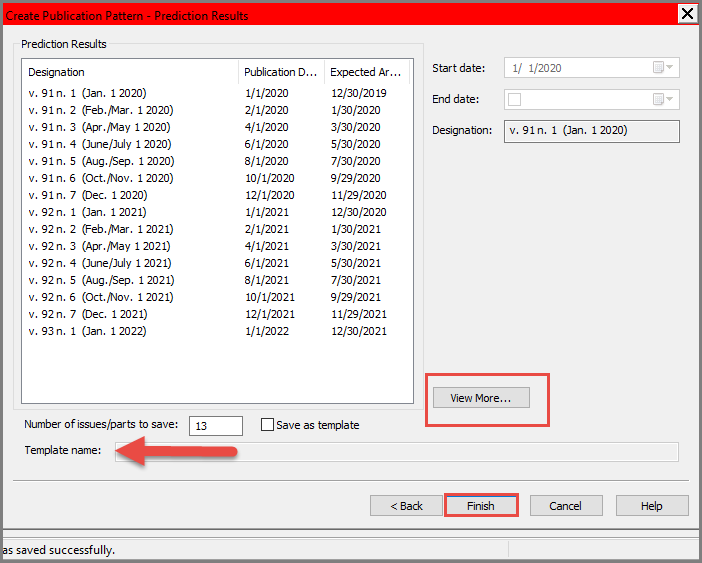 Create Publication Pattern - Prediction Results
Prediction Results
Designation Publication D... Expected Ar...
v. 91 n. 1 (Jan. 1 2020) 1/1/2020 12/30/2019
v. 91 n. 2 (Feb./Mar. 1 2020) 2/1/2020 1/30/2020
v. 91 n. 3 (Apr./May 1 2020) 4/1/2020 3/30/2020
v. 91 n. 4 (June/July 1 2020) 6/1/2020 5/30/2020
v. 91 n. 5 (Aug./Sep. 1 2020) 8/1/2020 7/30/2020
v. 91 n. 6 (Oct./Nov. 1 2020) 10/1/2020 9/29/2020
v. 91 n. 7 (Dec. 1 2020) 12/1/2020 11/29/2020
v. 92 n. 1 (Jan. 1 2021) 1/1/2021 12/30/2020
v. 92 n. 2 (Feb./Mar. 1 2021) 2/1/2021 1/30/2021
v. 92 n. 3 (Apr./May 1 2021) 4/1/2021 3/30/2021
v. 92 n. 4 (June/July 1 2021) 6/1/2021 5/30/2021
v. 92 n. 5 (Aug./Sep. 1 2021) 8/1/2021 7/30/2021
v. 92 n. 6 (Oct./Nov. 1 2021) 10/1/2021 9/29/2021
v. 92 n. 7 (Dec. 1 2021) 12/1/2021 11/29/2021
v. 93 n. 1 (Jan. 1 2022) 1/1/2022 12/30/2021
Start date: 1/ 1/2020
End date:
Designation: v. 91 n. 1 (Jan. 1 2020)
View More...
Number of issues/parts to save: 13 Save as template
Template name:
< Back Finish Cancel Help
as saved successfully.